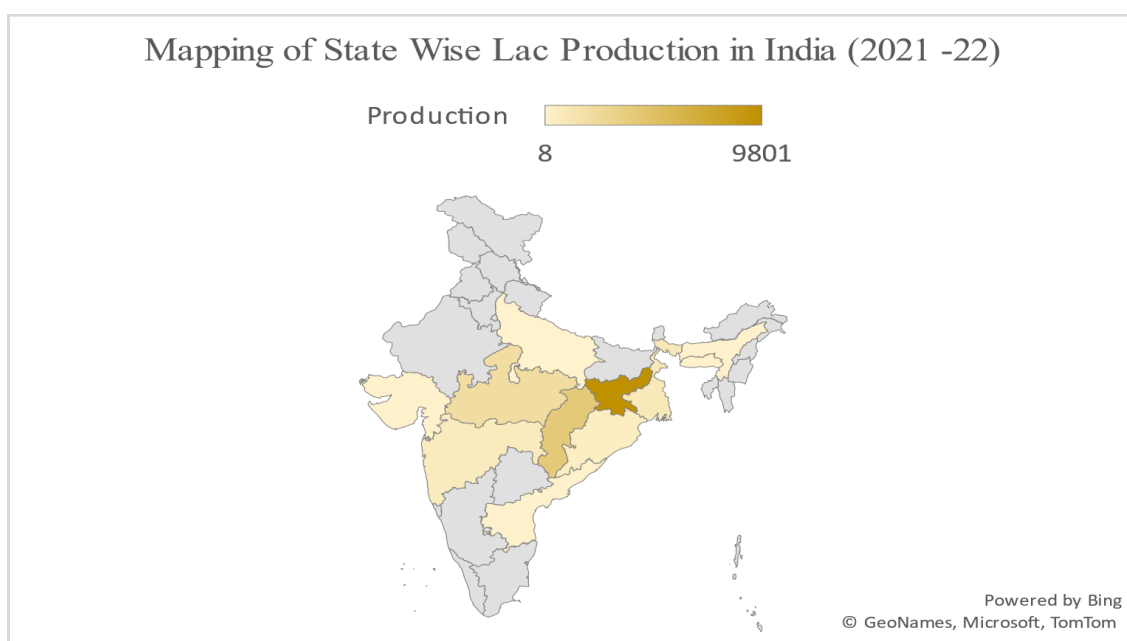 Mapping of State Wise Lac Production in India (2021 -22)
Production
8 9801
Powered by Bing
© GeoNames, Microsoft, TomTom